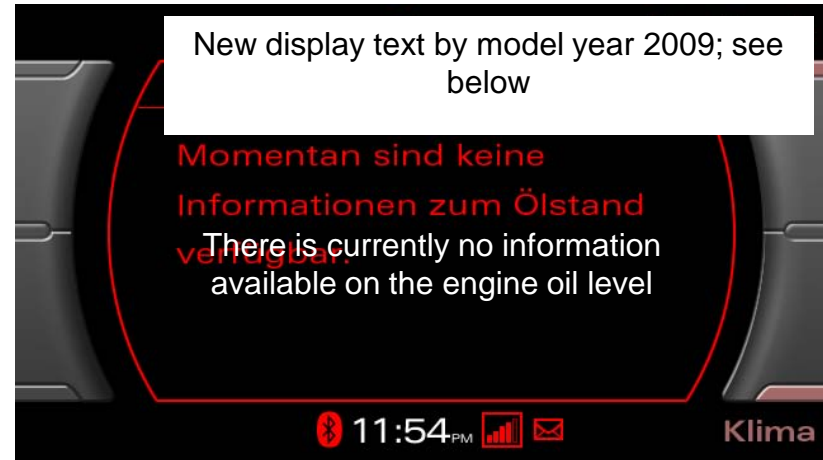 New display text by model year 2009; see
below
Momentan sind keine
Informationen zum Ölstand
verfügbar.
There is currently no information
available on the engine oil level
11:54PM
Klima